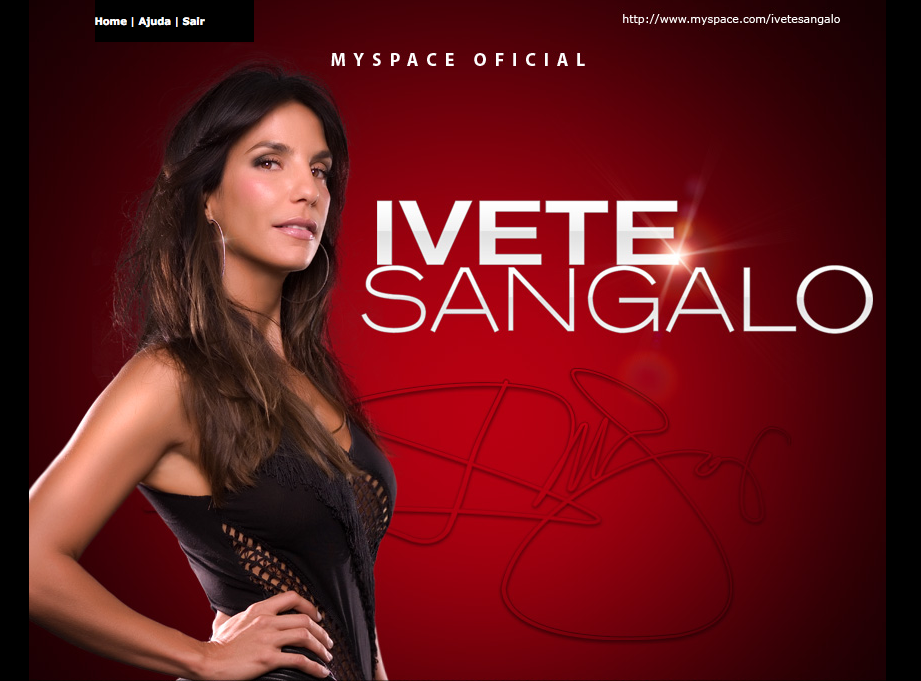 Home | Ajuda | Sair
http://www.myspace.com/ivetesangalo
MYSPACE OFICIAL
IVETE
SANGALO